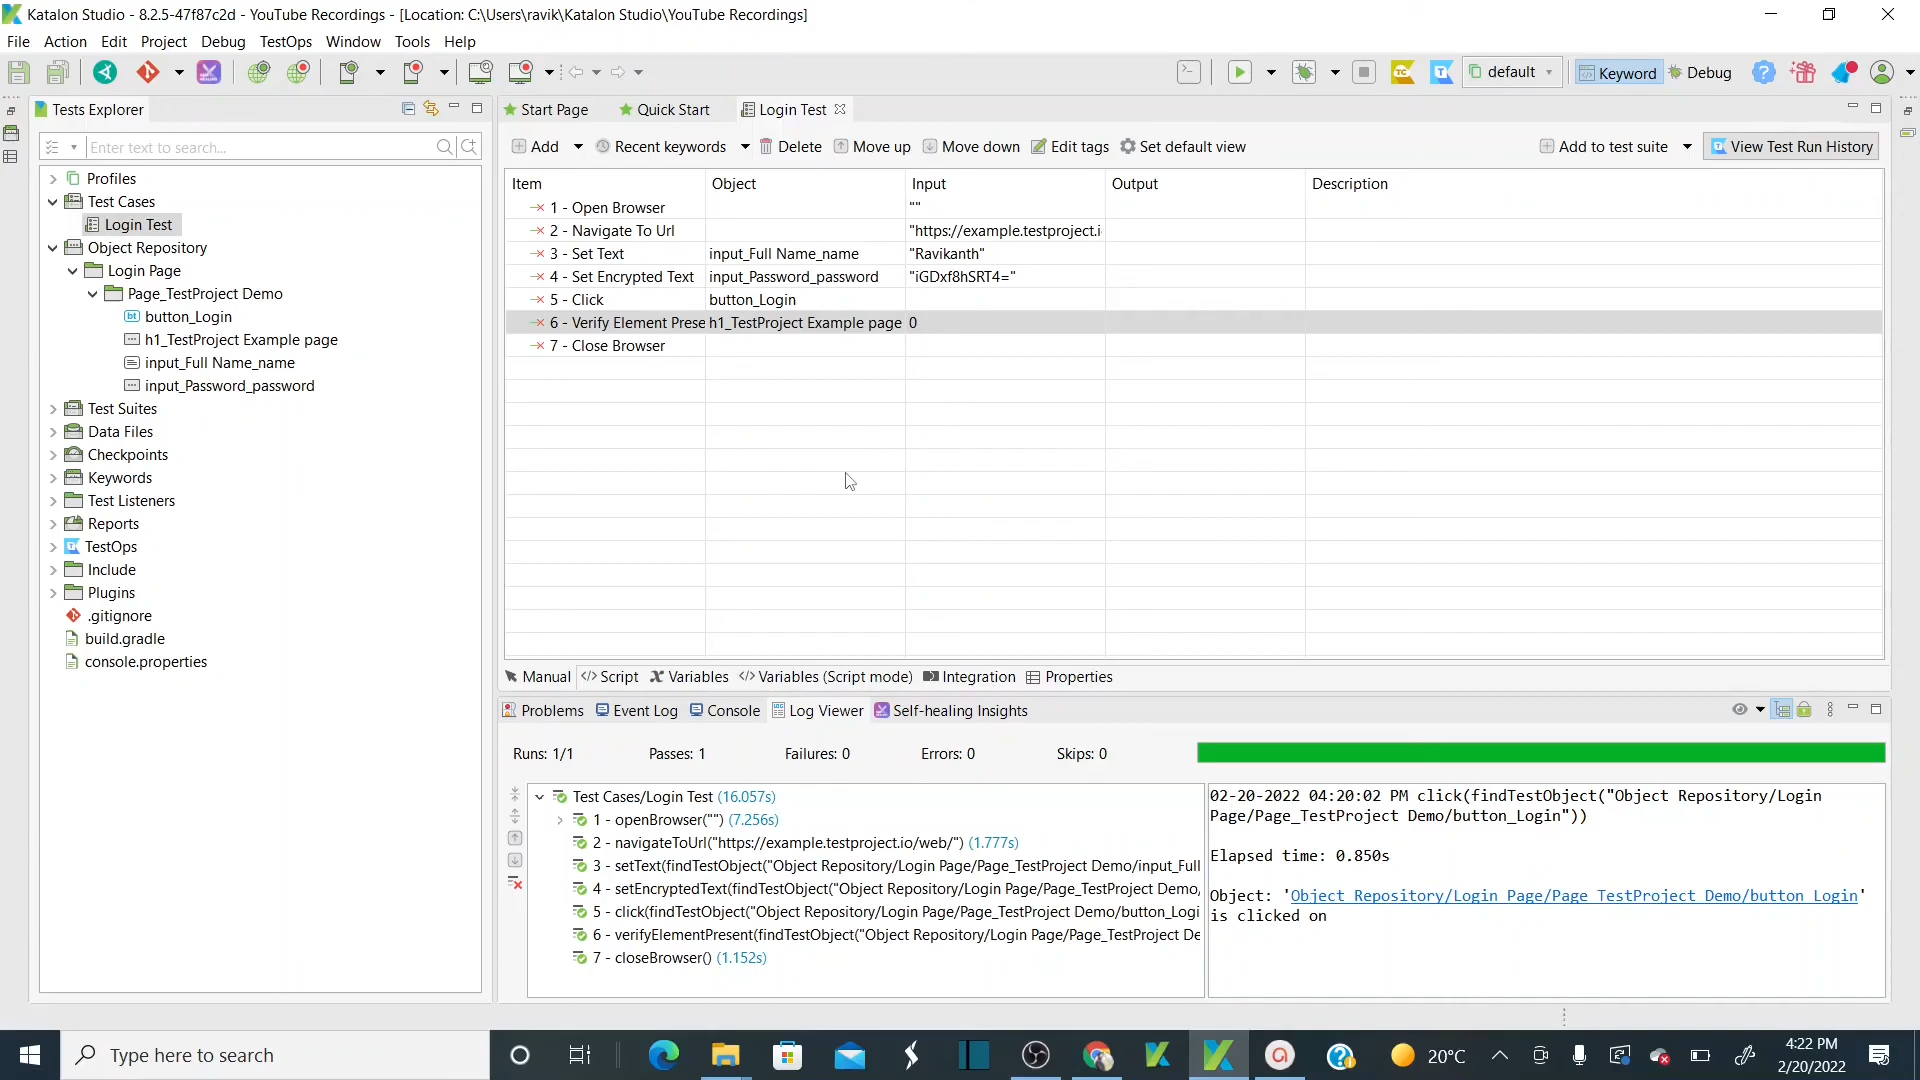 Katalon Studio - 8.2.5-47f87c2d - YouTube Recordings - [Location: C:\Users\ravik\Katalon Studio\YouTube Recordings]
File Action Edit Project Debug TestOps Window Tools Help
default Keyword Debug
Tests Explorer
Start Page Quick Start Login Test
Enter text to search...
Add Recent keywords Delete Move up Move down Edit tags Set default view Add to test suite View Test Run History
Profiles
Test Cases
Login Test
Object Repository
Login Page
Page_TestProject Demo
button_Login
h1_TestProject Example page
input_Full Name_name
input_Password_password
Test Suites
Data Files
Checkpoints
Keywords
Test Listeners
Reports
TestOps
Include
Plugins
.gitignore
build.gradle
console.properties
Item Object Input Output Description
1 - Open Browser ""
2 - Navigate To Url "https://example.testproject.i
3 - Set Text input_Full Name_name "Ravikanth"
4 - Set Encrypted Text input_Password_password "iGDxf8hSRT4="
5 - Click button_Login
6 - Verify Element Prese h1_TestProject Example page 0
7 - Close Browser
Manual Script Variables Variables (Script mode) Integration Properties
Problems Event Log Console Log Viewer Self-healing Insights
Runs: 1/1 Passes: 1 Failures: 0 Errors: 0 Skips: 0
Test Cases/Login Test (16.057s)
1 - openBrowser("") (7.256s)
2 - navigateToUrl("https://example.testproject.io/web/") (1.777s)
3 - setText(findTestObject("Object Repository/Login Page/Page_TestProject Demo/input_Full
4 - setEncryptedText(findTestObject("Object Repository/Login Page/Page_TestProject Demo,
5 - click(findTestObject("Object Repository/Login Page/Page_TestProject Demo/button_Logi
6 - verifyElementPresent(findTestObject("Object Repository/Login Page/Page_TestProject De
7 - closeBrowser() (1.152s)
02-20-2022 04:20:02 PM click(findTestObject("Object Repository/Login
Page/Page_TestProject Demo/button_Login"))
Elapsed time: 0.850s
Object: 'Object Repository/Login Page/Page_TestProject Demo/button_Login'
is clicked on
Type here to search
20°C
4:22 PM
2/20/2022